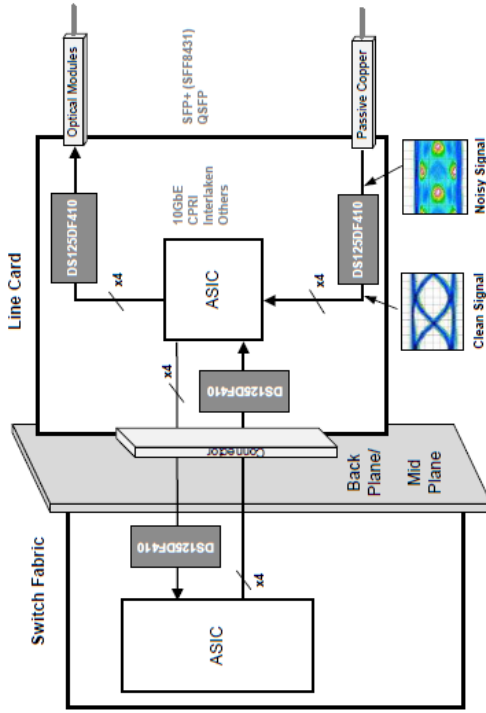 Line Card
Switch Fabric
Optical Modules
SFP+ (SFF8431)
QSFP
DS125DF410
x4
10GbE
CPRI
Interlaken
Others
ASIC
x4
DS125DF410
x4
DS125DF410
Passive Copper
Noisy Signal
Clean Signal
Connector
Back
Plane/
Mid
Plane
DS125DF410
x4
ASIC